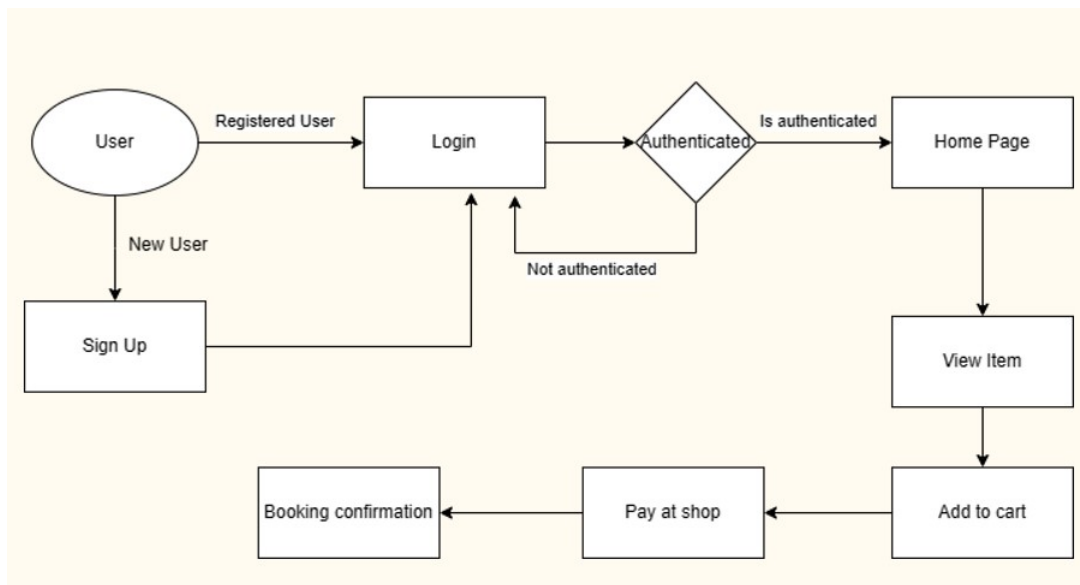 User
Registered User
Login
Authenticated
Is authenticated
Home Page
New User
Not authenticated
Sign Up
View Item
Booking confirmation
Pay at shop
Add to cart